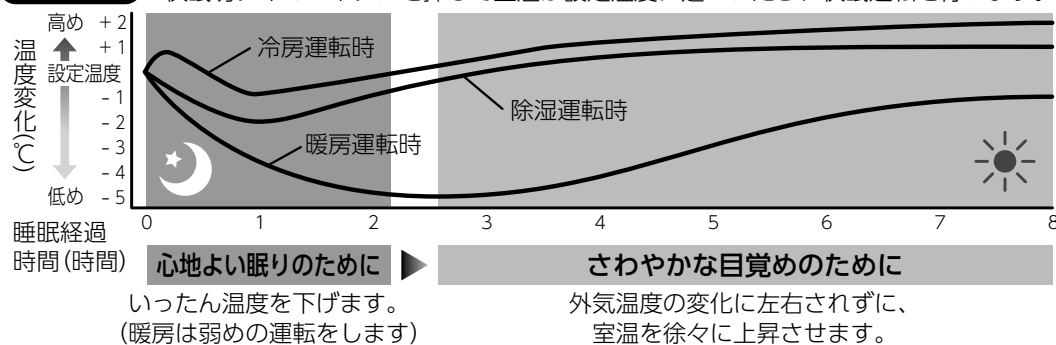 高め
+ 2
+ 1
設定温度
- 1
- 2
- 3
- 4
- 5
低め
温度変化(℃)
冷房運転時
除湿運転時
暖房運転時
0 1 2 3 4 5 6 7 8
睡眠経過
時間(時間)
心地よい眠りのために
さわやかな目覚めのために
いったん温度を下げます。
(暖房は弱めの運転をします)
外気温度の変化に左右されずに、
室温を徐々に上昇させます。